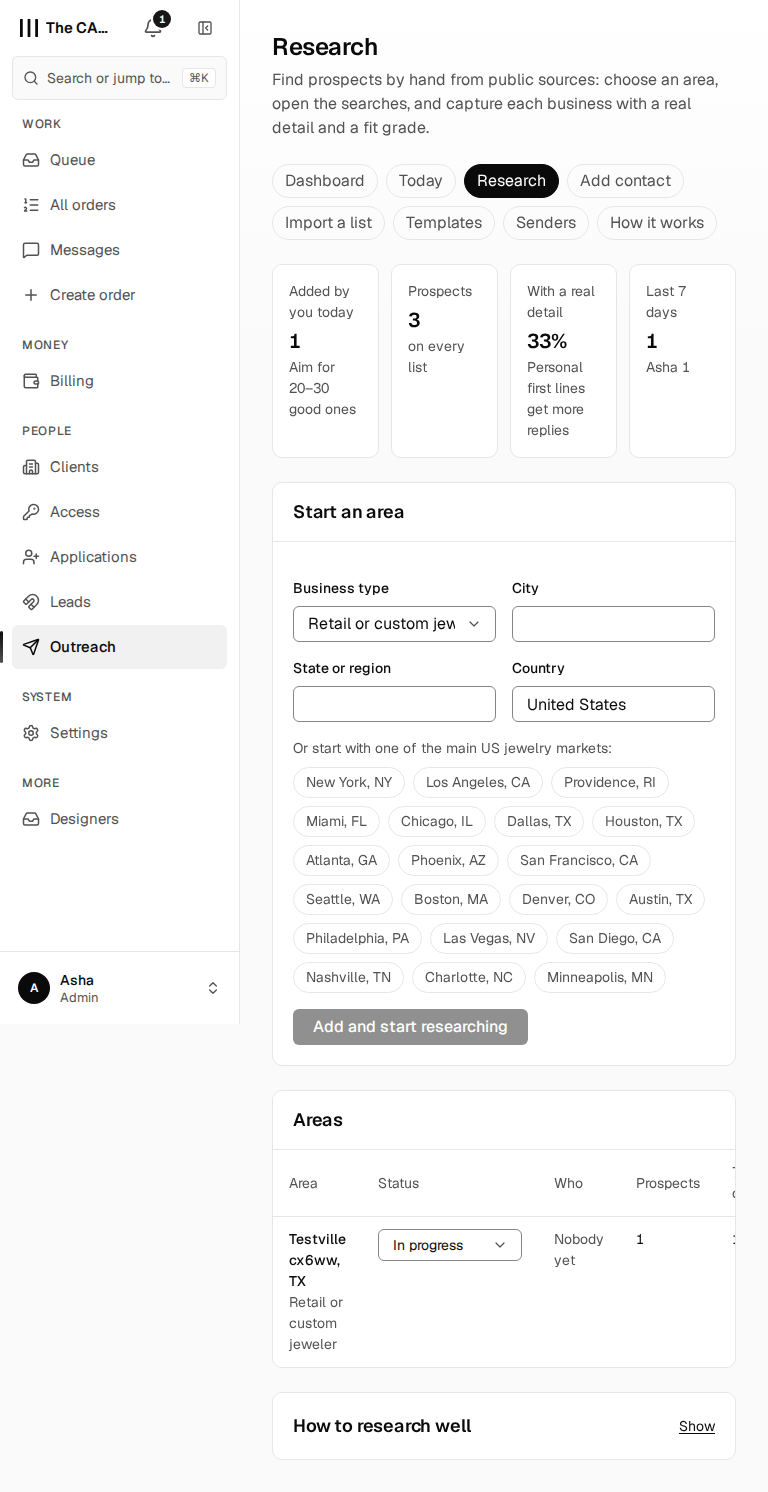 The CA...
1
Search or jump to...
⌘K
WORK
Queue
All orders
Messages
Create order
MONEY
Billing
PEOPLE
Clients
Access
Applications
Leads
Outreach
SYSTEM
Settings
MORE
Designers
A
Asha
Admin
Research
Find prospects by hand from public sources: choose an area,
open the searches, and capture each business with a real
detail and a fit grade.
Dashboard
Today
Research
Add contact
Import a list
Templates
Senders
How it works
Added by
you today
1
Aim for
20–30
good ones
Prospects
3
on every
list
With a real
detail
33%
Personal
first lines
get more
replies
Last 7
days
1
Asha 1
Start an area
Business type
City
Retail or custom jew
State or region
Country
United States
Or start with one of the main US jewelry markets:
New York, NY
Los Angeles, CA
Providence, RI
Miami, FL
Chicago, IL
Dallas, TX
Houston, TX
Atlanta, GA
Phoenix, AZ
San Francisco, CA
Seattle, WA
Boston, MA
Denver, CO
Austin, TX
Philadelphia, PA
Las Vegas, NV
San Diego, CA
Nashville, TN
Charlotte, NC
Minneapolis, MN
Add and start researching
Areas
Area
Status
Who
Prospects
Testville
cx6ww,
TX
Retail or
custom
jeweler
In progress
Nobody
yet
1
How to research well
Show